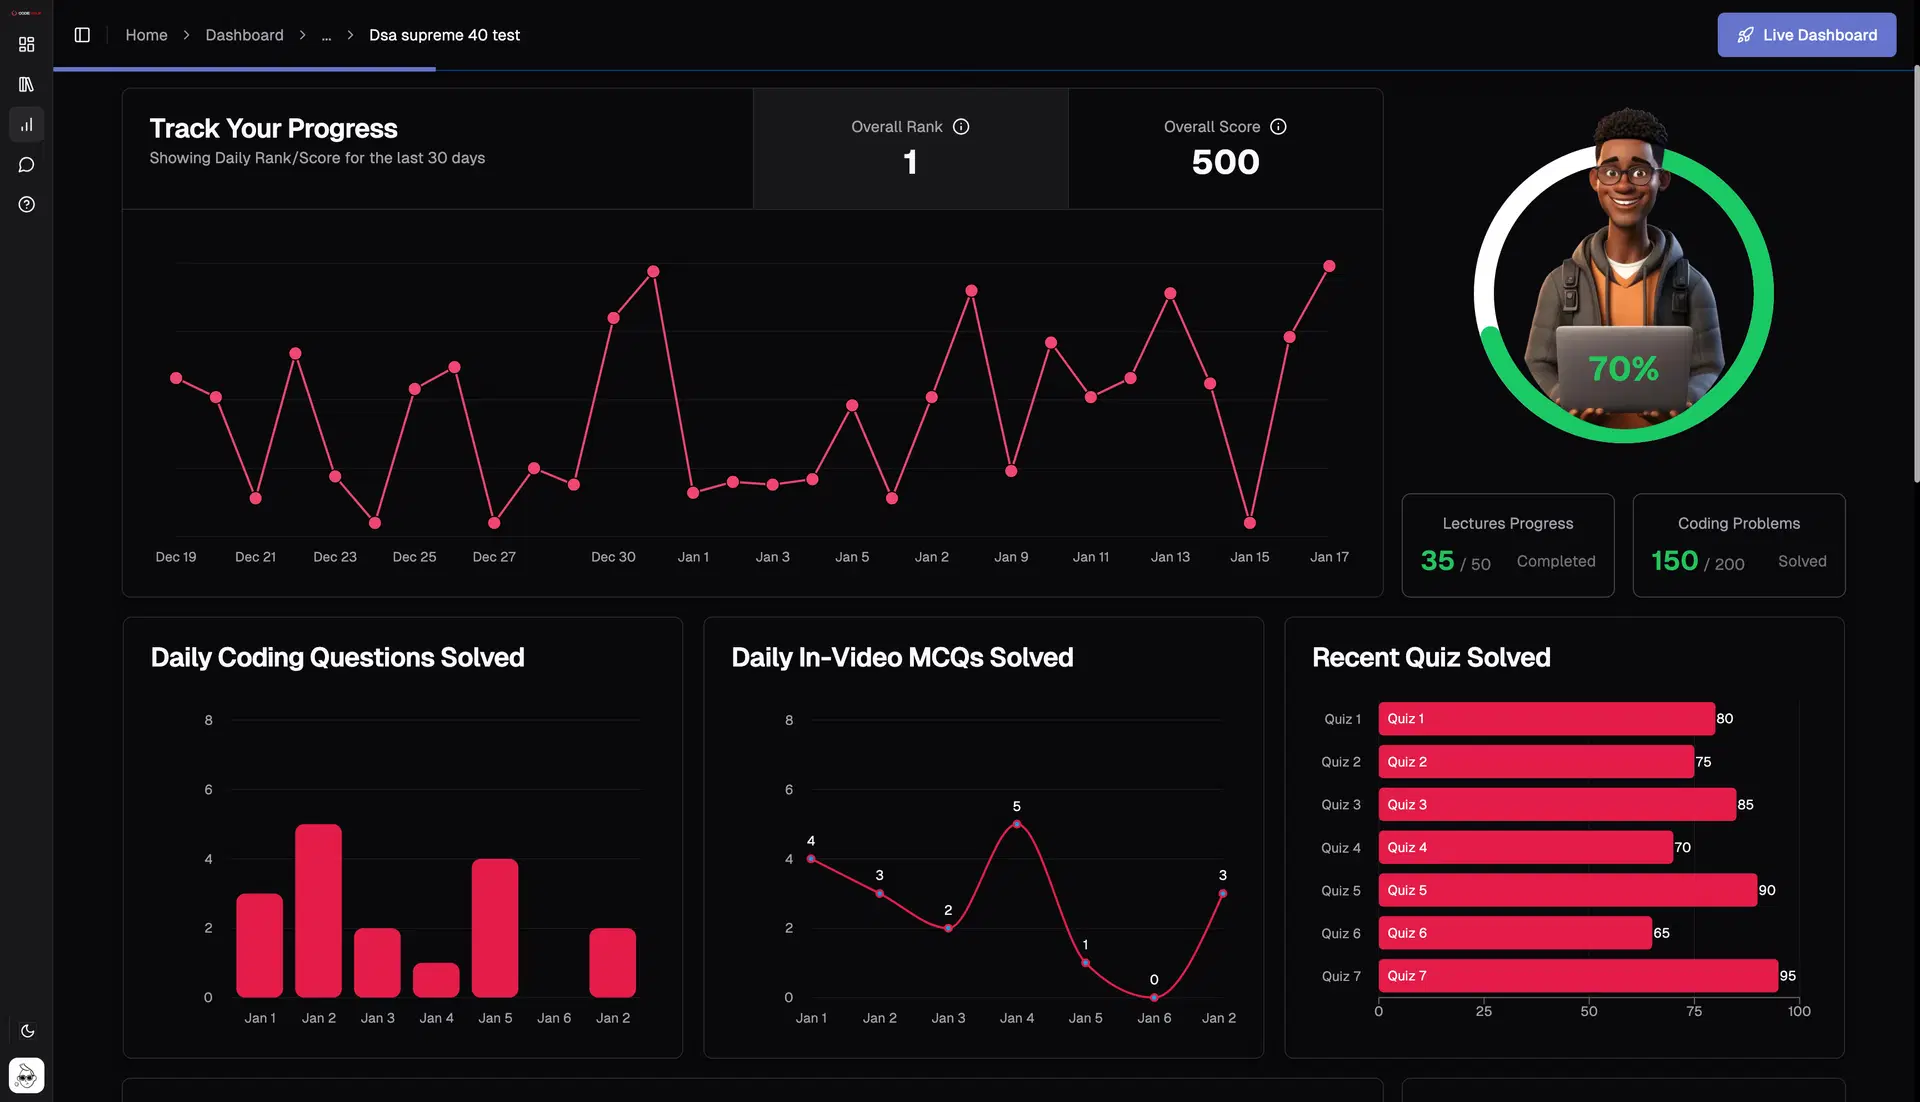 Home > Dashboard > ... > Dsa supreme 40 test
Live Dashboard
Track Your Progress
Showing Daily Rank/Score for the last 30 days
Overall Rank
1
Overall Score
500
Dec 19 Dec 21 Dec 23 Dec 25 Dec 27 Dec 30 Jan 1 Jan 3 Jan 5 Jan 2 Jan 9 Jan 11 Jan 13 Jan 15 Jan 17
70%
Lectures Progress
35 / 50 Completed
Coding Problems
150 / 200 Solved
Daily Coding Questions Solved
8
6
4
2
0
Jan 1 Jan 2 Jan 3 Jan 4 Jan 5 Jan 6 Jan 2
Daily In-Video MCQs Solved
8
6
4
2
0
4
3
2
5
1
0
3
Jan 1 Jan 2 Jan 3 Jan 4 Jan 5 Jan 6 Jan 2
Recent Quiz Solved
Quiz 1 Quiz 1 80
Quiz 2 Quiz 2 75
Quiz 3 Quiz 3 85
Quiz 4 Quiz 4 70
Quiz 5 Quiz 5 90
Quiz 6 Quiz 6 65
Quiz 7 Quiz 7 95
0 25 50 75 100